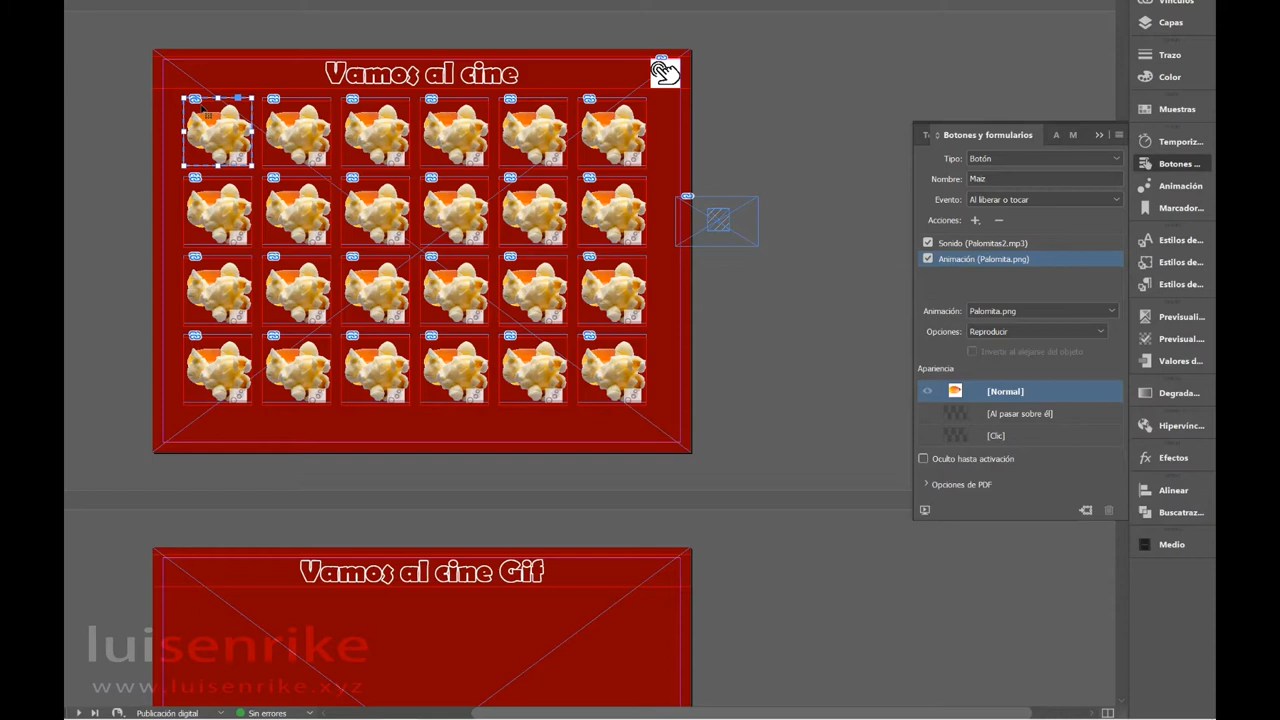 Vínculos
Capas
Trazo
Color
Muestras
Temporiz...
Botones ...
Animación
Marcador...
Estilos de...
Estilos de...
Estilos de...
Previsuali...
Previsual...
Valores d...
Degrada...
Hipervínc...
Efectos
Alinear
Buscatraz...
Medio
Vamos al cine
Botones y formularios
A
M
Tipo:
Botón
Nombre:
Maiz
Evento:
Al liberar o tocar
Acciones:
Sonido (Palomitas2.mp3)
Animación (Palomita.png)
Animación:
Palomita.png
Opciones:
Reproducir
Invertir al alejarse del objeto
Apariencia
[Normal]
[Al pasar sobre él]
[Clic]
Oculto hasta activación
Opciones de PDF
Vamos al cine Gif
luisenrike
www.luisenrike.xyz
Publicación digital
Sin errores